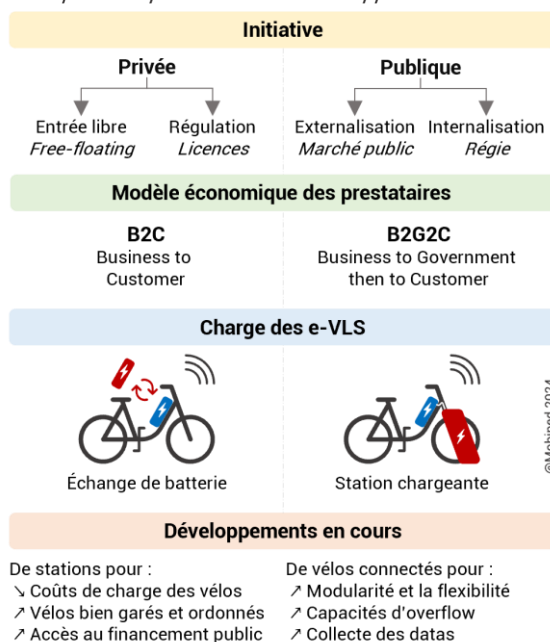 Initiative
Privée
Publique
Entrée libre
Free-floating
Régulation
Licences
Externalisation
Marché public
Internalisation
Régie
Modèle économique des prestataires
B2C
Business to
Customer
B2G2C
Business to Government
then to Customer
Charge des e-VLS
Échange de batterie
Station chargeante
©Mobiped 2024
Développements en cours
De stations pour :
↘ Coûts de charge des vélos
↗ Vélos bien garés et ordonnés
↗ Accès au financement public
De vélos connectés pour :
↗ Modularité et la flexibilité
↗ Capacités d'overflow
↗ Collecte des datas